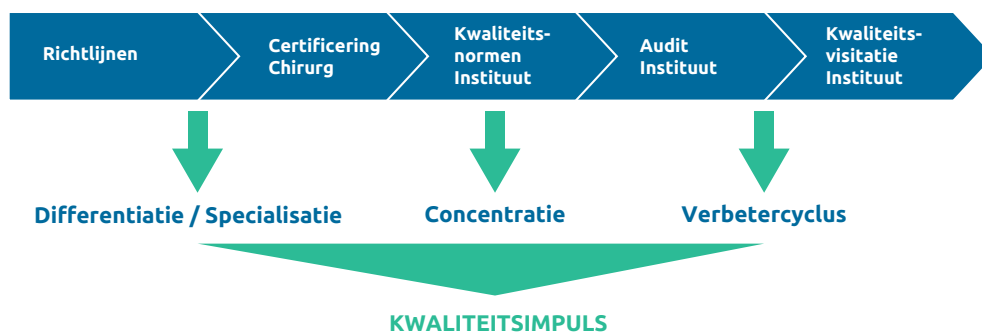 Richtlijnen
Certificering
Chirurg
Kwaliteits-
normen
Instituut
Audit
Instituut
Kwaliteits-
visitatie
Instituut
Differentiatie / Specialisatie
Concentratie
Verbetercyclus
KWALITEITSIMPULS